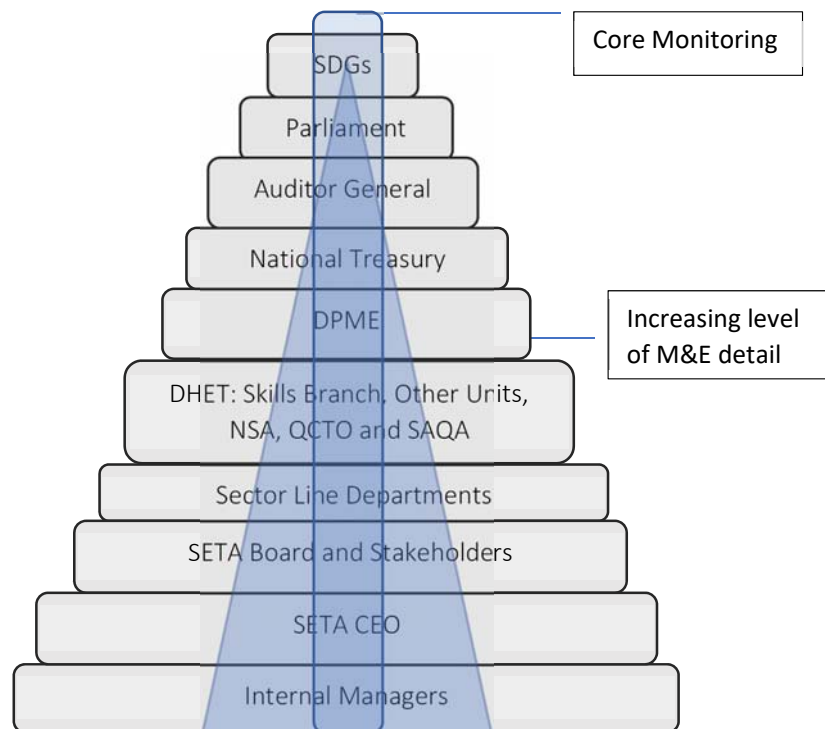 Core Monitoring
SDGs
Parliament
Auditor General
National Treasury
DPME
Increasing level
of M&E detail
DHET: Skills Branch, Other Units,
NSA, QCTO and SAQA
Sector Line Departments
SETA Board and Stakeholders
SETA CEO
Internal Managers